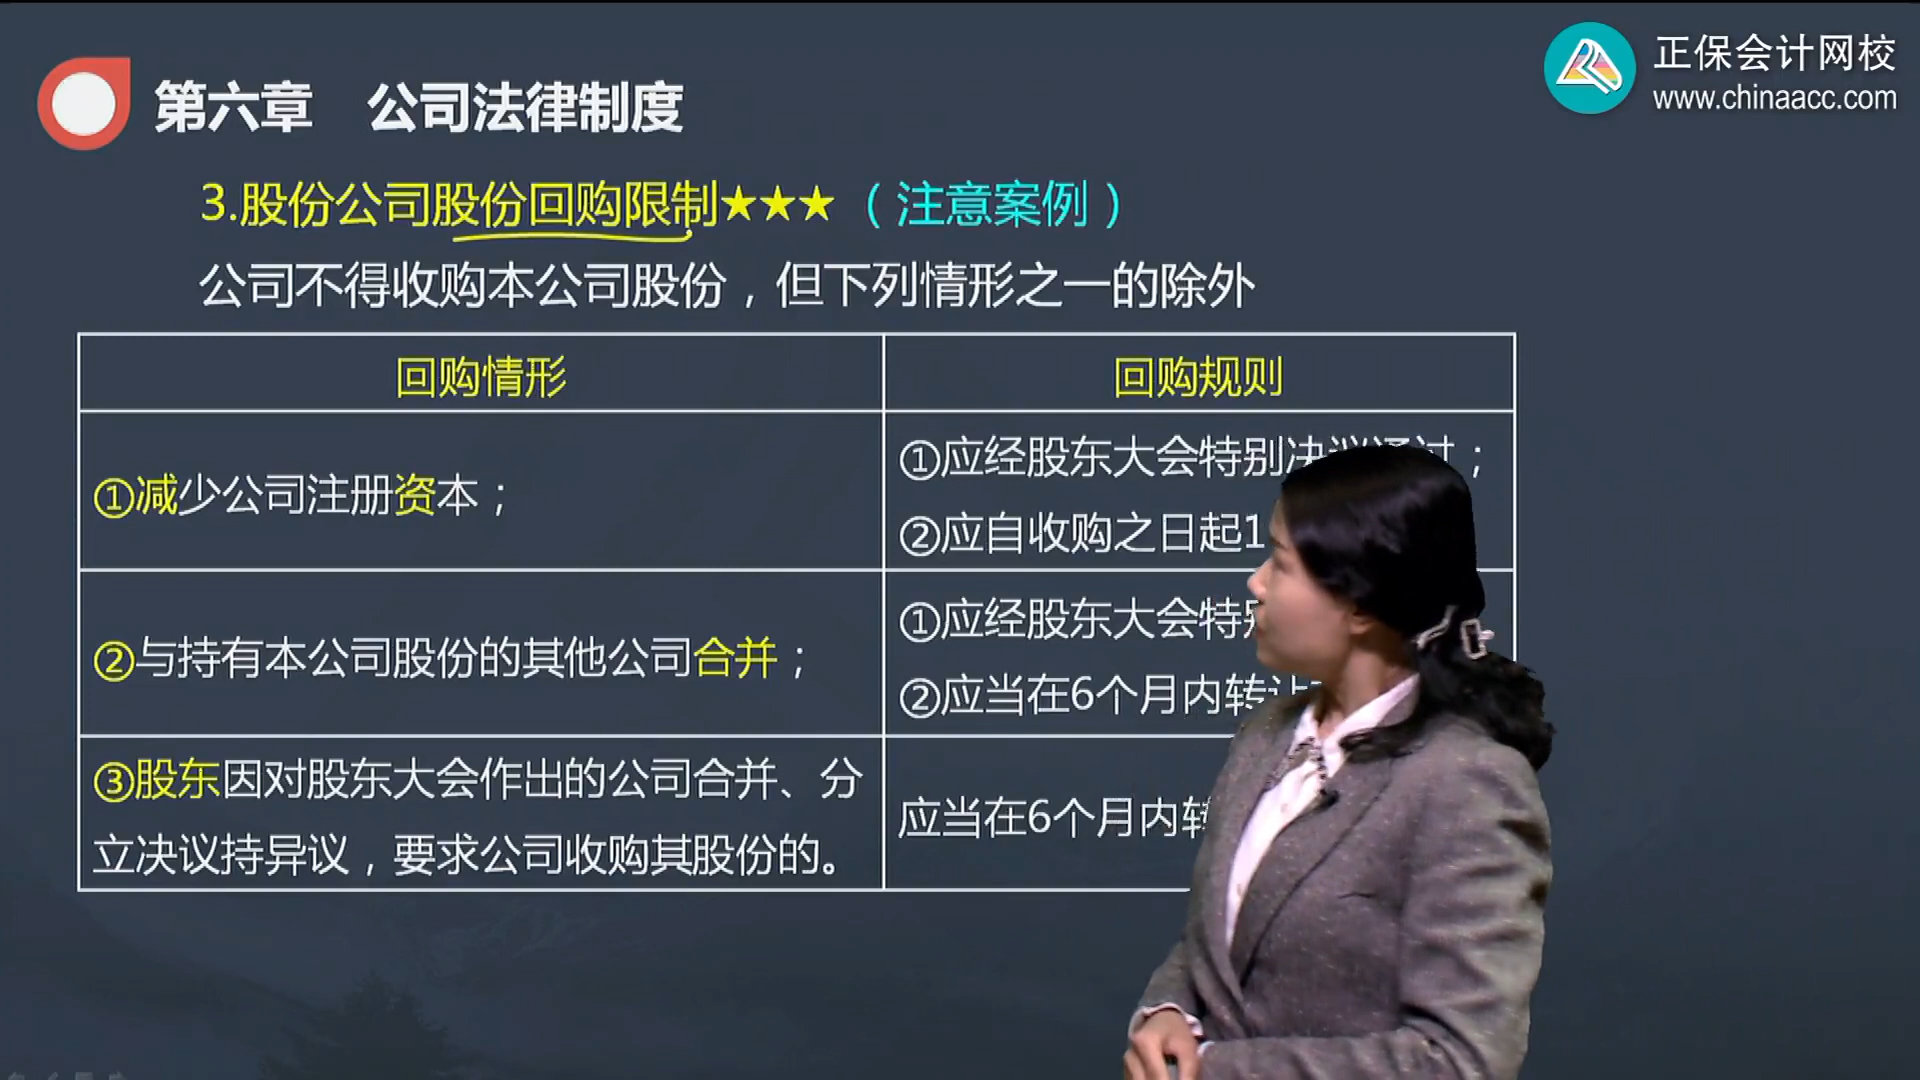 正保会计网校
www.chinaacc.com
第六章 公司法律制度
3.股份公司股份回购限制★★★（注意案例）
公司不得收购本公司股份，但下列情形之一的除外
回购情形
回购规则
①减少公司注册资本；
①应经股东大会特别决议通过；
②应自收购之日起1
②与持有本公司股份的其他公司合并；
①应经股东大会特别
②应当在6个月内转让
③股东因对股东大会作出的公司合并、分
立决议持异议，要求公司收购其股份的。
应当在6个月内转